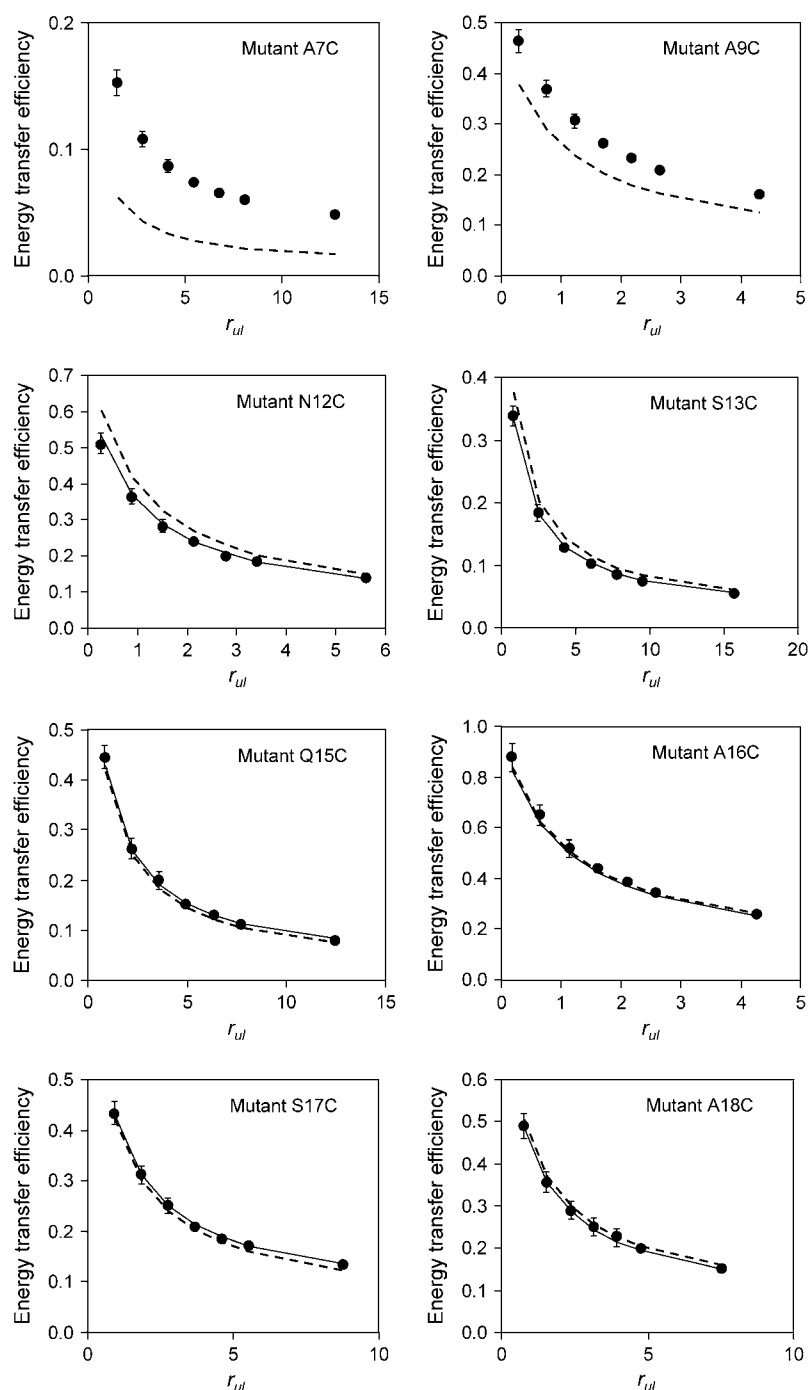 Mutant A7C
Energy transfer efficiency
0.2
0.1
0.0
0 5 10 15
r_ul
Mutant A9C
Energy transfer efficiency
0.5
0.4
0.3
0.2
0.1
0.0
0 1 2 3 4 5
r_ul
Mutant N12C
Energy transfer efficiency
0.7
0.6
0.5
0.4
0.3
0.2
0.1
0.0
0 1 2 3 4 5 6
r_ul
Mutant S13C
Energy transfer efficiency
0.4
0.3
0.2
0.1
0.0
0 5 10 15 20
r_ul
Mutant Q15C
Energy transfer efficiency
0.5
0.4
0.3
0.2
0.1
0.0
0 5 10 15
r_ul
Mutant A16C
Energy transfer efficiency
1.0
0.8
0.6
0.4
0.2
0.0
0 1 2 3 4 5
r_ul
Mutant S17C
Energy transfer efficiency
0.5
0.4
0.3
0.2
0.1
0.0
0 5 10
r_ul
Mutant A18C
Energy transfer efficiency
0.6
0.5
0.4
0.3
0.2
0.1
0.0
0 5 10
r_ul